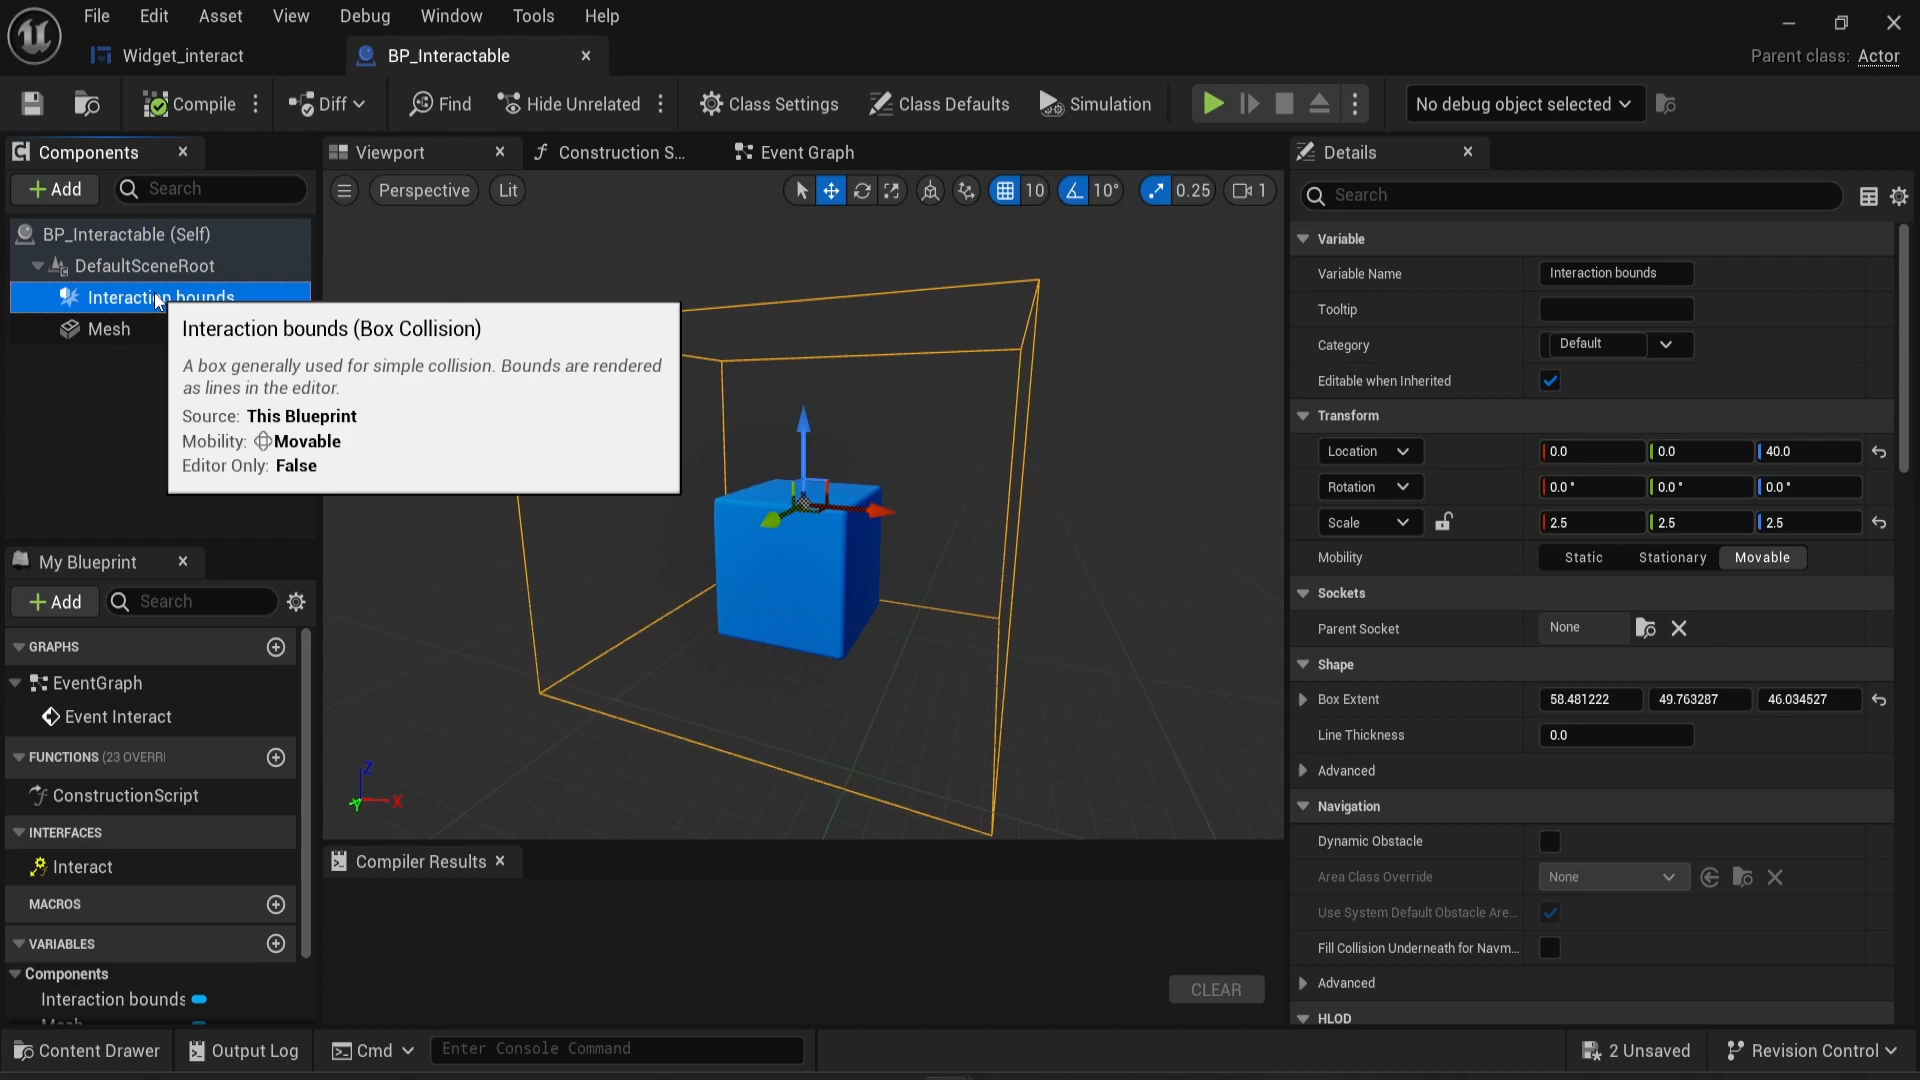 File Edit Asset View Debug Window Tools Help
Widget_interact
BP_Interactable
Parent class: Actor
Compile
Diff
Find
Hide Unrelated
Class Settings
Class Defaults
Simulation
No debug object selected
Components
Viewport
Construction S...
Event Graph
Details
Add
Search
Perspective
Lit
10
10°
0.25
1
Search
BP_Interactable (Self)
DefaultSceneRoot
Interaction bounds
Mesh
Interaction bounds (Box Collision)
A box generally used for simple collision. Bounds are rendered
as lines in the editor.
Source: This Blueprint
Mobility: Movable
Editor Only: False
Z
X
Y
My Blueprint
Add
Search
GRAPHS
EventGraph
Event Interact
FUNCTIONS (23 OVERRI
ConstructionScript
INTERFACES
Interact
MACROS
VARIABLES
Components
Interaction bounds
Mesh
Compiler Results
CLEAR
Variable
Variable Name Interaction bounds
Tooltip
Category Default
Editable when Inherited
Transform
Location 0.0 0.0 40.0
Rotation 0.0 ° 0.0 ° 0.0 °
Scale 2.5 2.5 2.5
Mobility Static Stationary Movable
Sockets
Parent Socket None
Shape
Box Extent 58.481222 49.763287 46.034527
Line Thickness 0.0
Advanced
Navigation
Dynamic Obstacle
Area Class Override None
Use System Default Obstacle Are...
Fill Collision Underneath for Navm...
Advanced
HLOD
Content Drawer
Output Log
Cmd
Enter Console Command
2 Unsaved
Revision Control